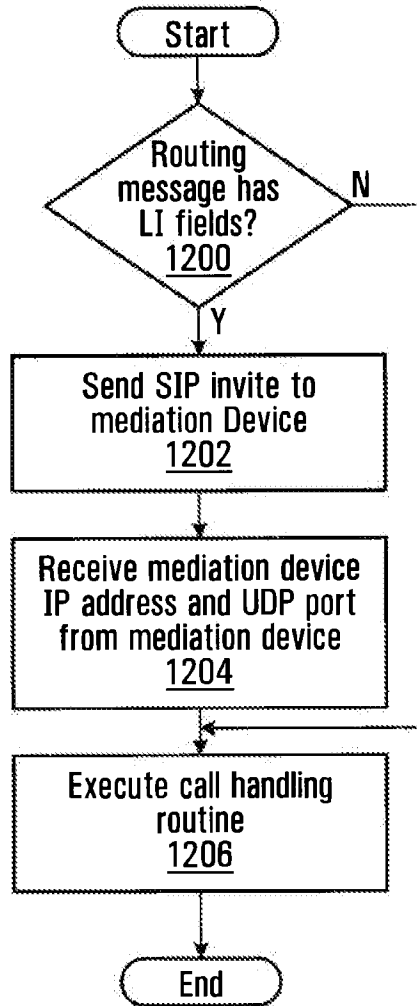 Start
Routing
message has
LI fields?
1200
N
Y
Send SIP invite to
mediation Device
1202
Receive mediation device
IP address and UDP port
from mediation device
1204
Execute call handling
routine
1206
End